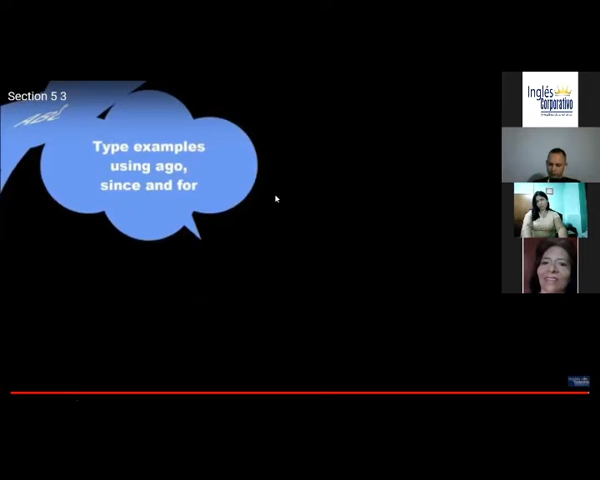 Section 5 3
Type examples
using ago,
since and for
Inglés
Corporativo